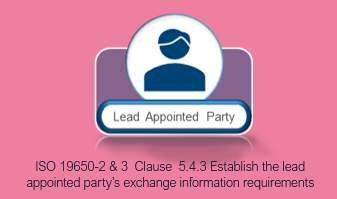 Lead Appointed Party
ISO 19650-2 & 3 Clause 5.4.3 Establish the lead
appointed party's exchange information requirements